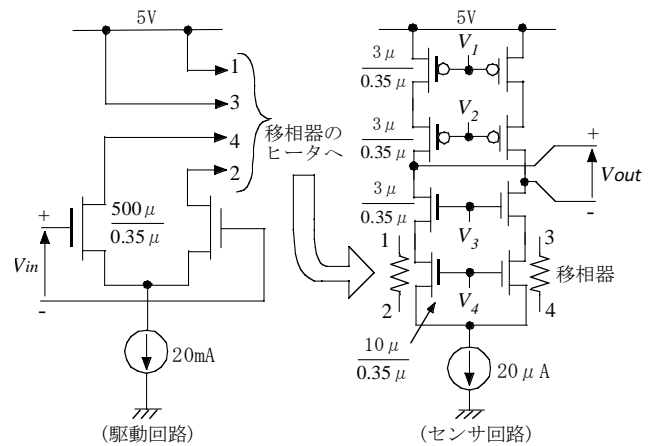 5V
1
3
4
2
移相器の
ヒータへ
500μ
0.35μ
+
Vin
-
20mA
(駆動回路)
5V
3μ
0.35μ
V1
3μ
0.35μ
V2
+
Vout
-
3μ
0.35μ
V3
1
2
3
4
移相器
V4
10μ
0.35μ
20μA
(センサ回路)